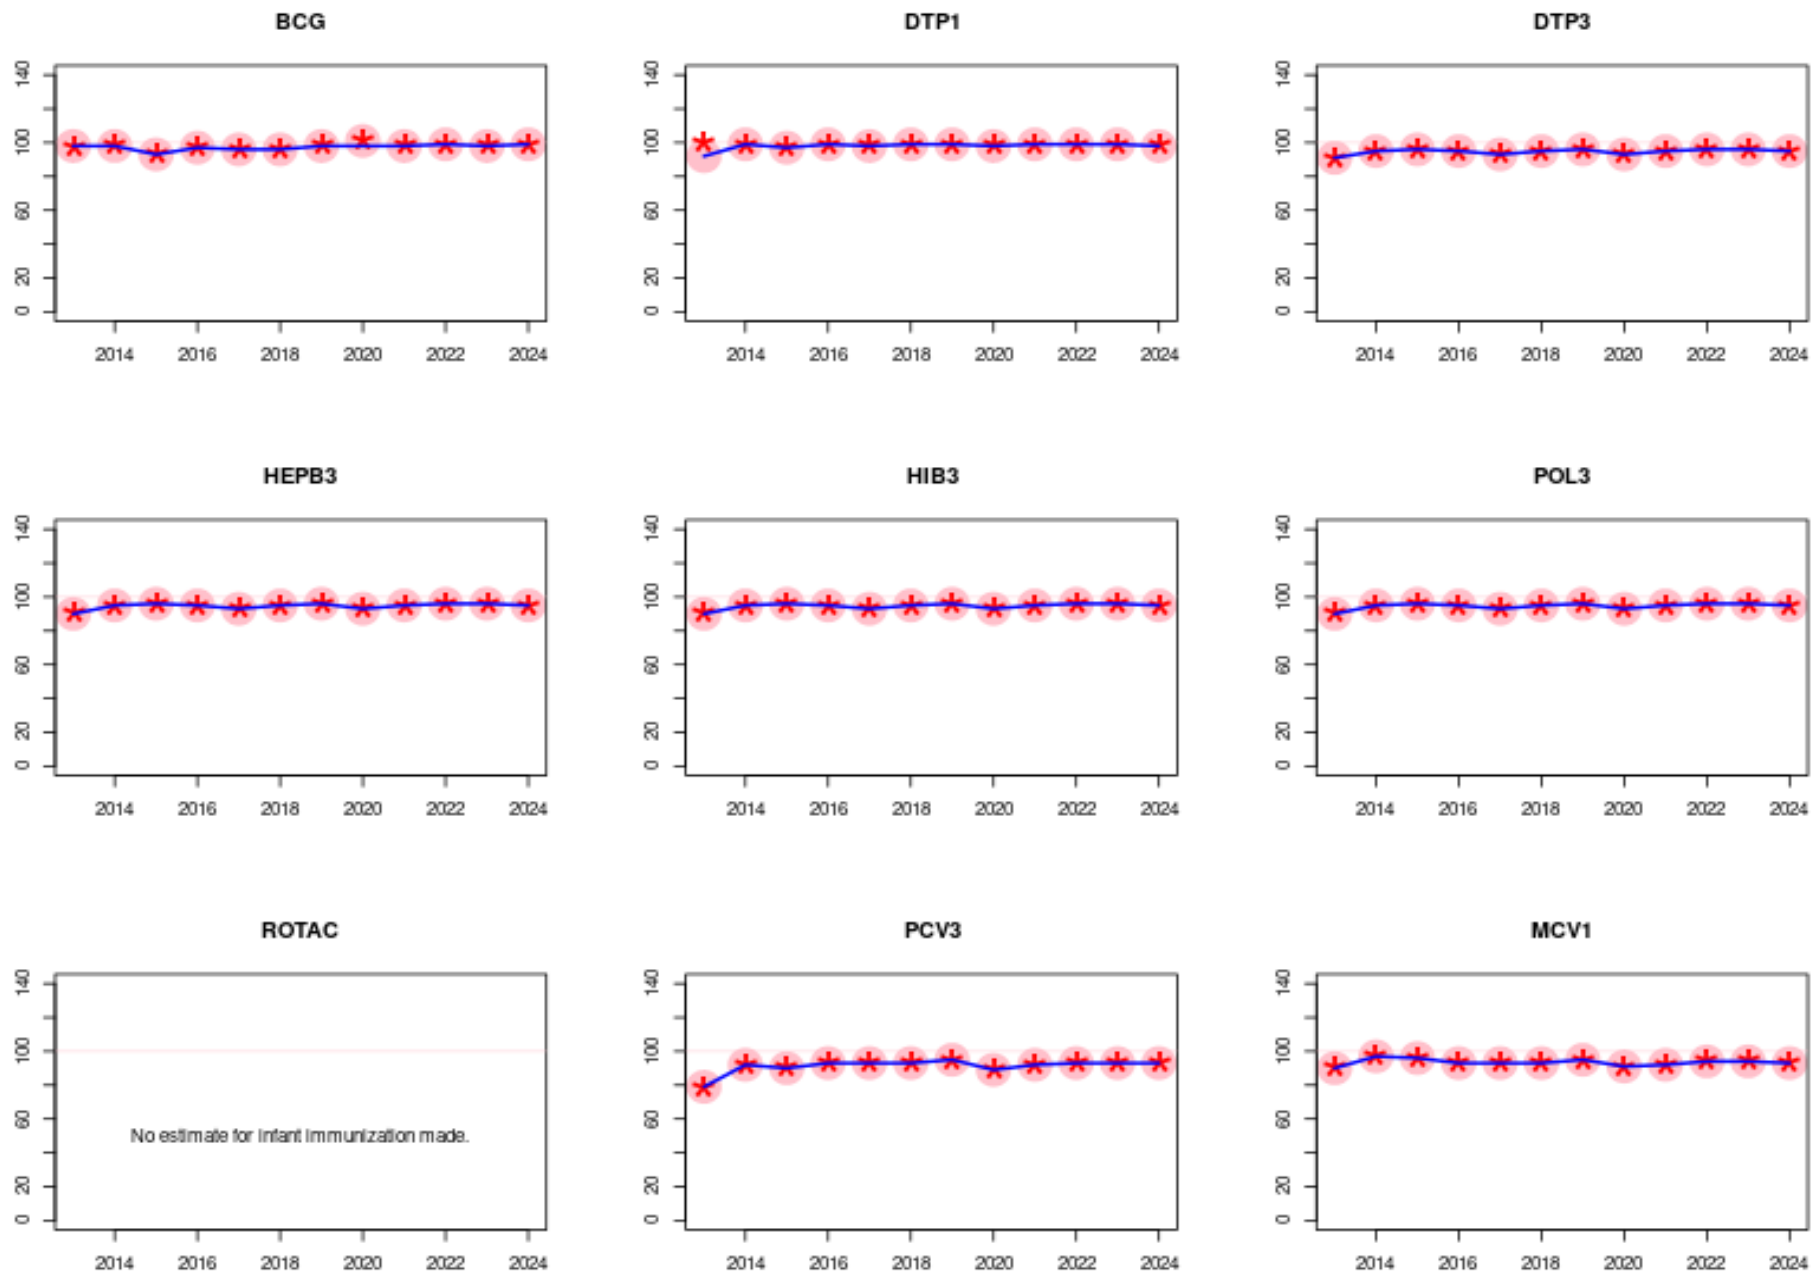 BCG DTP1 DTP3
140 140 140
100 100 100
60 60 60
20 20 20
0 0 0
2014 2016 2018 2020 2022 2024 2014 2016 2018 2020 2022 2024 2014 2016 2018 2020 2022 2024
HEPB3 HIB3 POL3
140 140 140
100 100 100
60 60 60
20 20 20
0 0 0
2014 2016 2018 2020 2022 2024 2014 2016 2018 2020 2022 2024 2014 2016 2018 2020 2022 2024
ROTAC PCV3 MCV1
140 140 140
100 100 100
60 60 60
No estimate for infant immunization made.
20 20 20
0 0 0
2014 2016 2018 2020 2022 2024 2014 2016 2018 2020 2022 2024 2014 2016 2018 2020 2022 2024